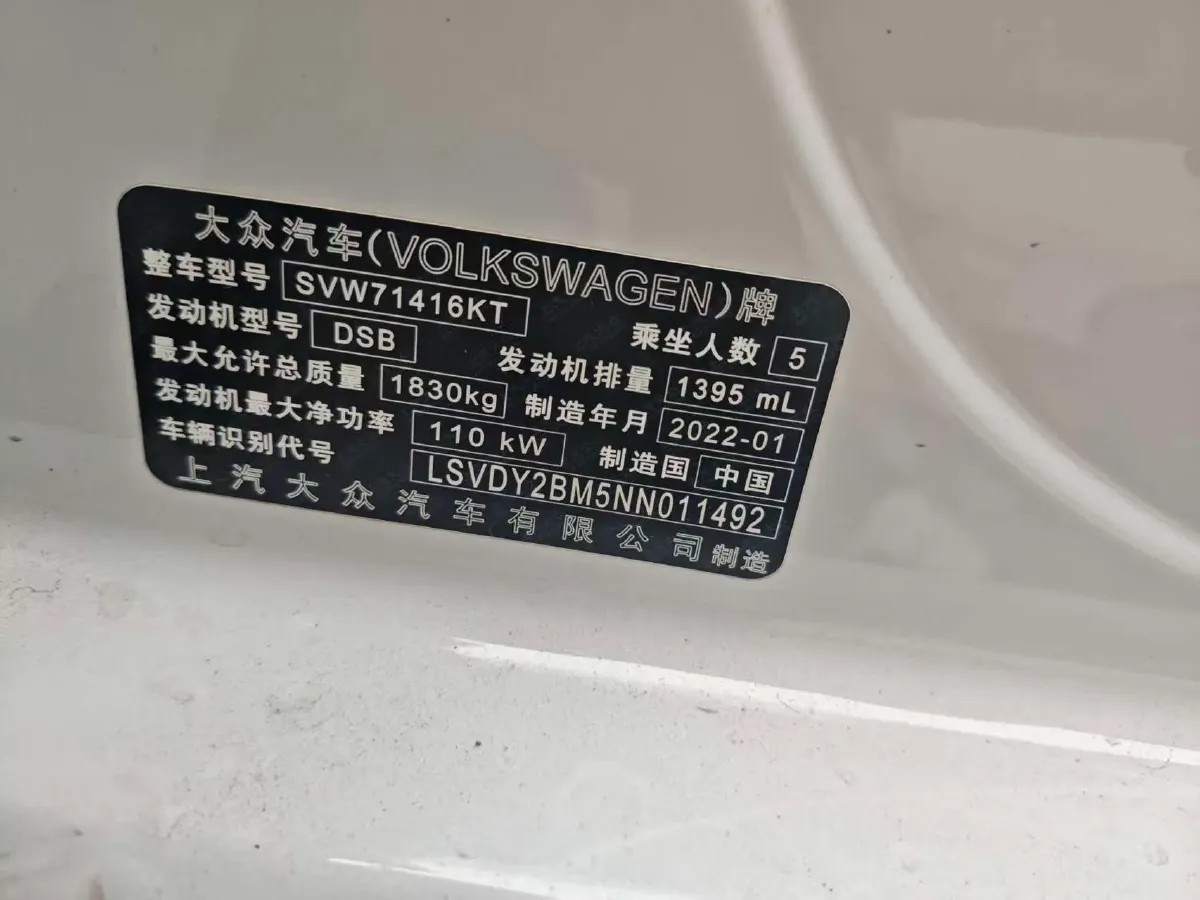 大众汽车(VOLKSWAGEN)牌
整车型号 SVW71416KT 乘坐人数 5
发动机型号 DSB 发动机排量 1395 mL
最大允许总质量 1830kg 制造年月 2022-01
发动机最大净功率 110 kW 制造国 中国
车辆识别代号 LSVDY2BM5NN011492
上汽大众汽车有限公司制造